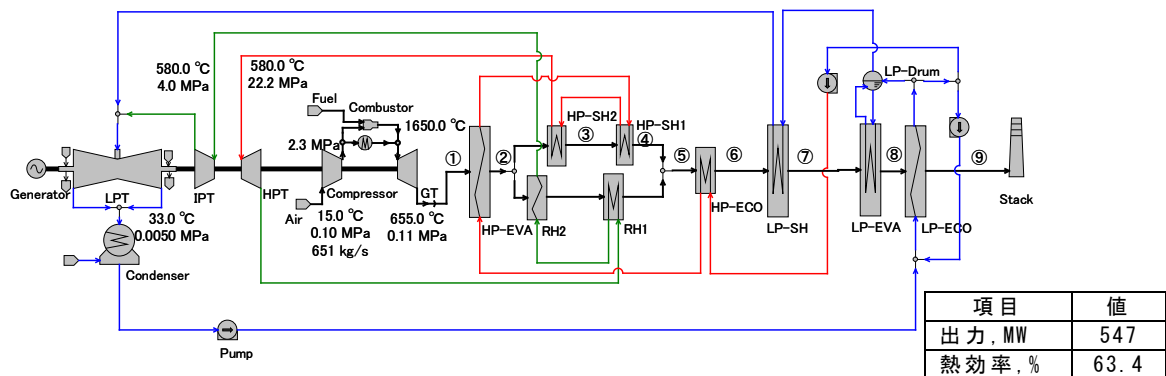 580.0 ℃
4.0 MPa
580.0 ℃
22.2 MPa
Fuel
Combustor
1650.0 ℃
2.3 MPa
HP-SH2
HP-SH1
LP-Drum
①
②
③
④
⑤
⑥
⑦
⑧
⑨
Generator
LPT
IPT
HPT
Compressor
GT
Air
15.0 ℃
0.10 MPa
651 kg/s
655.0 ℃
0.11 MPa
HP-EVA
RH2
RH1
HP-ECO
LP-SH
LP-EVA
LP-ECO
Stack
33.0 ℃
0.0050 MPa
Condenser
Pump
項目 値
出力, MW 547
熱効率, % 63.4